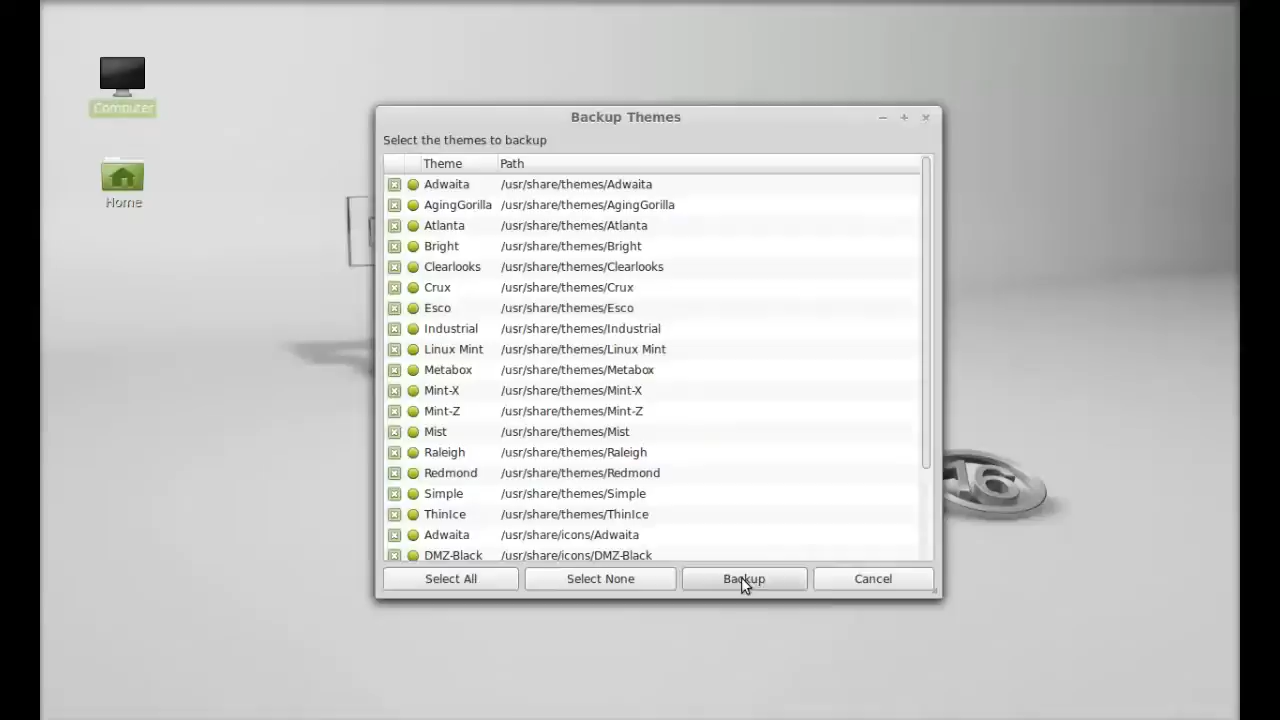 Computer
Home
Backup Themes
Select the themes to backup
Theme Path
Adwaita /usr/share/themes/Adwaita
AgingGorilla /usr/share/themes/AgingGorilla
Atlanta /usr/share/themes/Atlanta
Bright /usr/share/themes/Bright
Clearlooks /usr/share/themes/Clearlooks
Crux /usr/share/themes/Crux
Esco /usr/share/themes/Esco
Industrial /usr/share/themes/Industrial
Linux Mint /usr/share/themes/Linux Mint
Metabox /usr/share/themes/Metabox
Mint-X /usr/share/themes/Mint-X
Mint-Z /usr/share/themes/Mint-Z
Mist /usr/share/themes/Mist
Raleigh /usr/share/themes/Raleigh
Redmond /usr/share/themes/Redmond
Simple /usr/share/themes/Simple
ThinIce /usr/share/themes/ThinIce
Adwaita /usr/share/icons/Adwaita
DMZ-Black /usr/share/icons/DMZ-Black
Select All Select None Backup Cancel
16